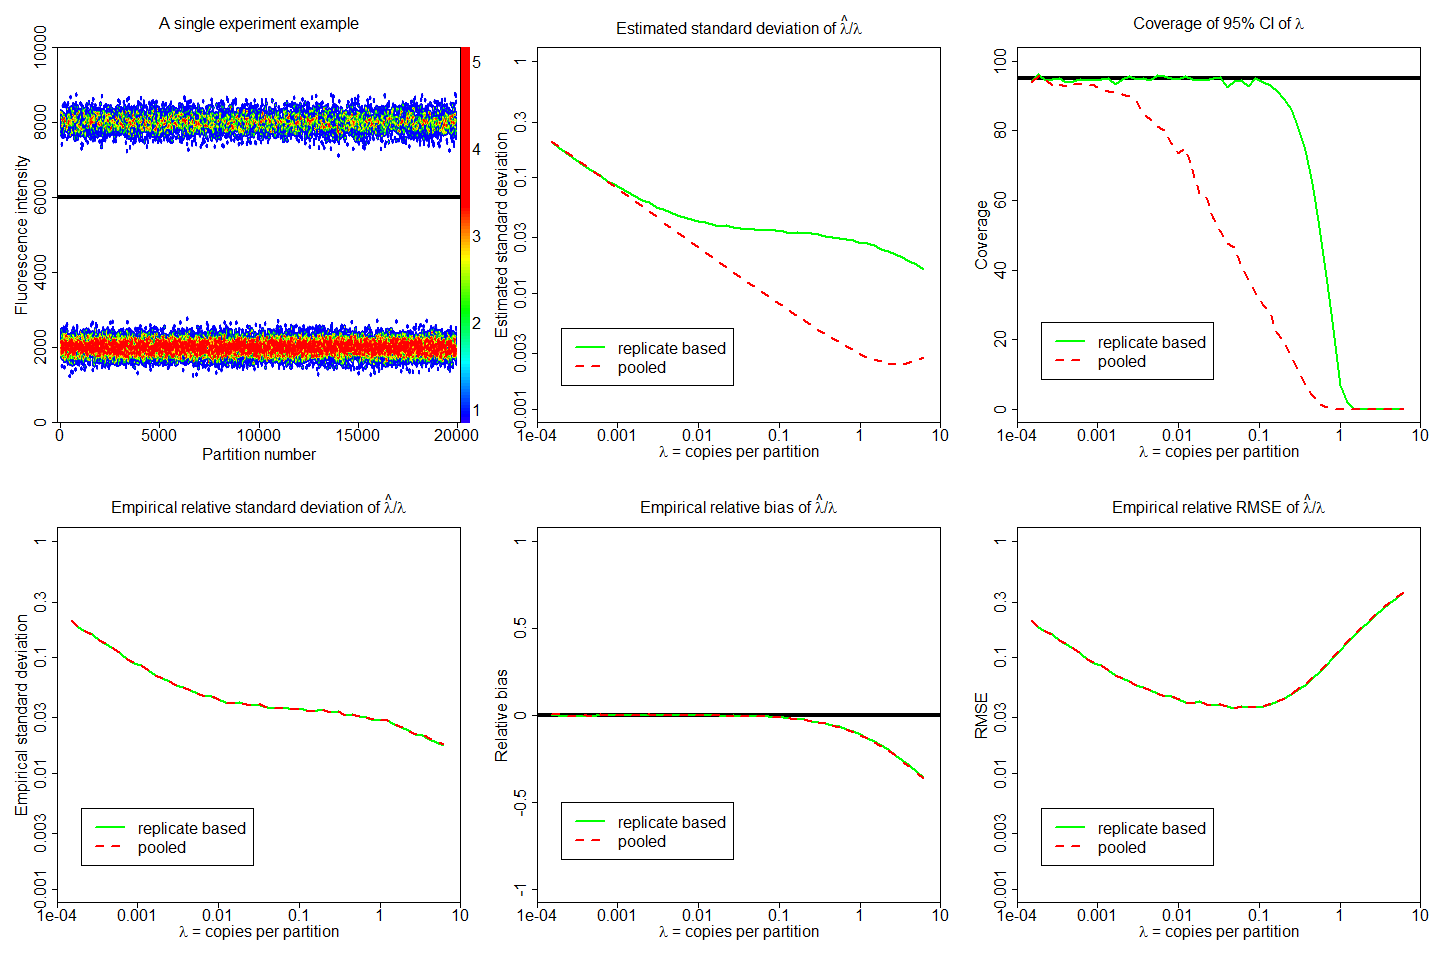 A single experiment example
Fluorescence intensity
10000
8000
6000
4000
2000
0
0 5000 10000 15000 20000
Partition number
5
4
3
2
1
Estimated standard deviation of λ̂/λ
Estimated standard deviation
1
0.3
0.1
0.03
0.01
0.003
0.001
replicate based
pooled
1e-04 0.001 0.01 0.1 1 10
λ = copies per partition
Coverage of 95% CI of λ
Coverage
100
80
60
40
20
0
replicate based
pooled
1e-04 0.001 0.01 0.1 1 10
λ = copies per partition
Empirical relative standard deviation of λ̂/λ
Empirical standard deviation
1
0.3
0.1
0.03
0.01
0.003
0.001
replicate based
pooled
1e-04 0.001 0.01 0.1 1 10
λ = copies per partition
Empirical relative bias of λ̂/λ
Relative bias
1
0.5
0
-0.5
-1
replicate based
pooled
1e-04 0.001 0.01 0.1 1 10
λ = copies per partition
Empirical relative RMSE of λ̂/λ
RMSE
1
0.3
0.1
0.03
0.01
0.003
0.001
replicate based
pooled
1e-04 0.001 0.01 0.1 1 10
λ = copies per partition